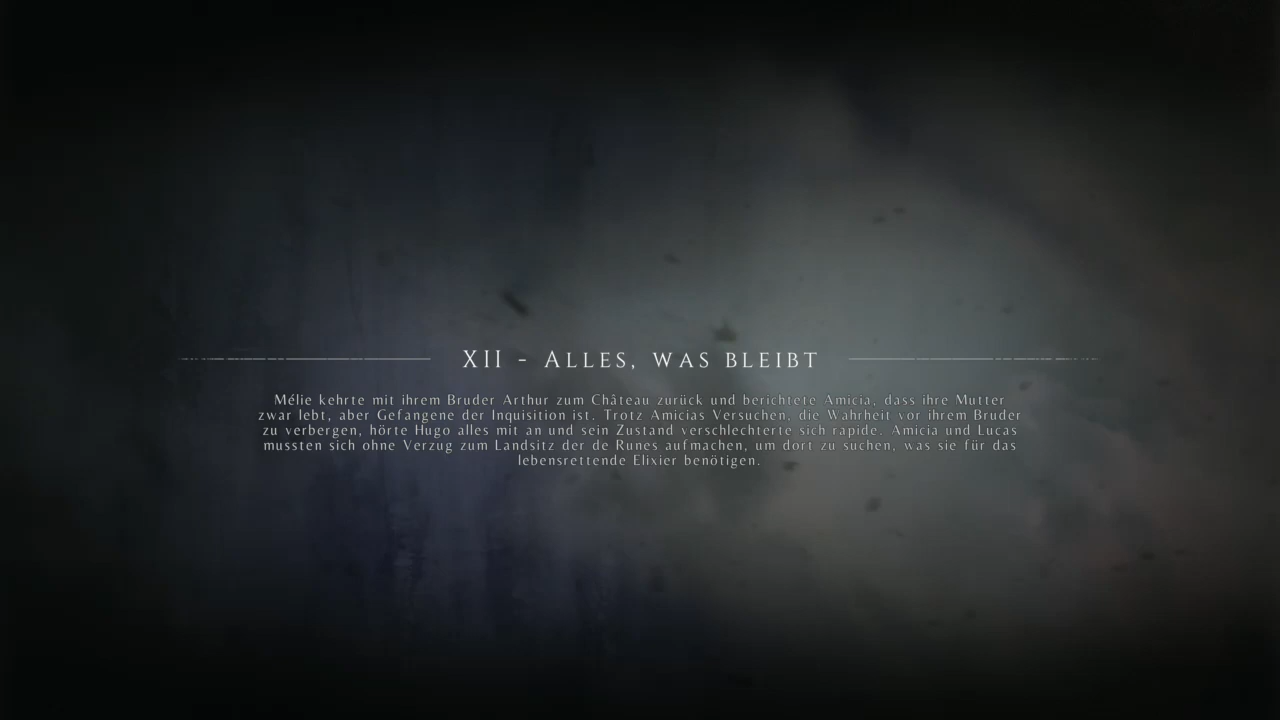 XII - Alles, was bleibt
Mélie kehrte mit ihrem Bruder Arthur zum Château zurück und berichtete Amicia, dass ihre Mutter
zwar lebt, aber Gefangene der Inquisition ist. Trotz Amicias Versuchen, die Wahrheit vor ihrem Bruder
zu verbergen, hörte Hugo alles mit an und sein Zustand verschlechterte sich rapide. Amicia und Lucas
mussten sich ohne Verzug zum Landsitz der de Runes aufmachen, um dort zu suchen, was sie für das
lebensrettende Elixier benötigen.